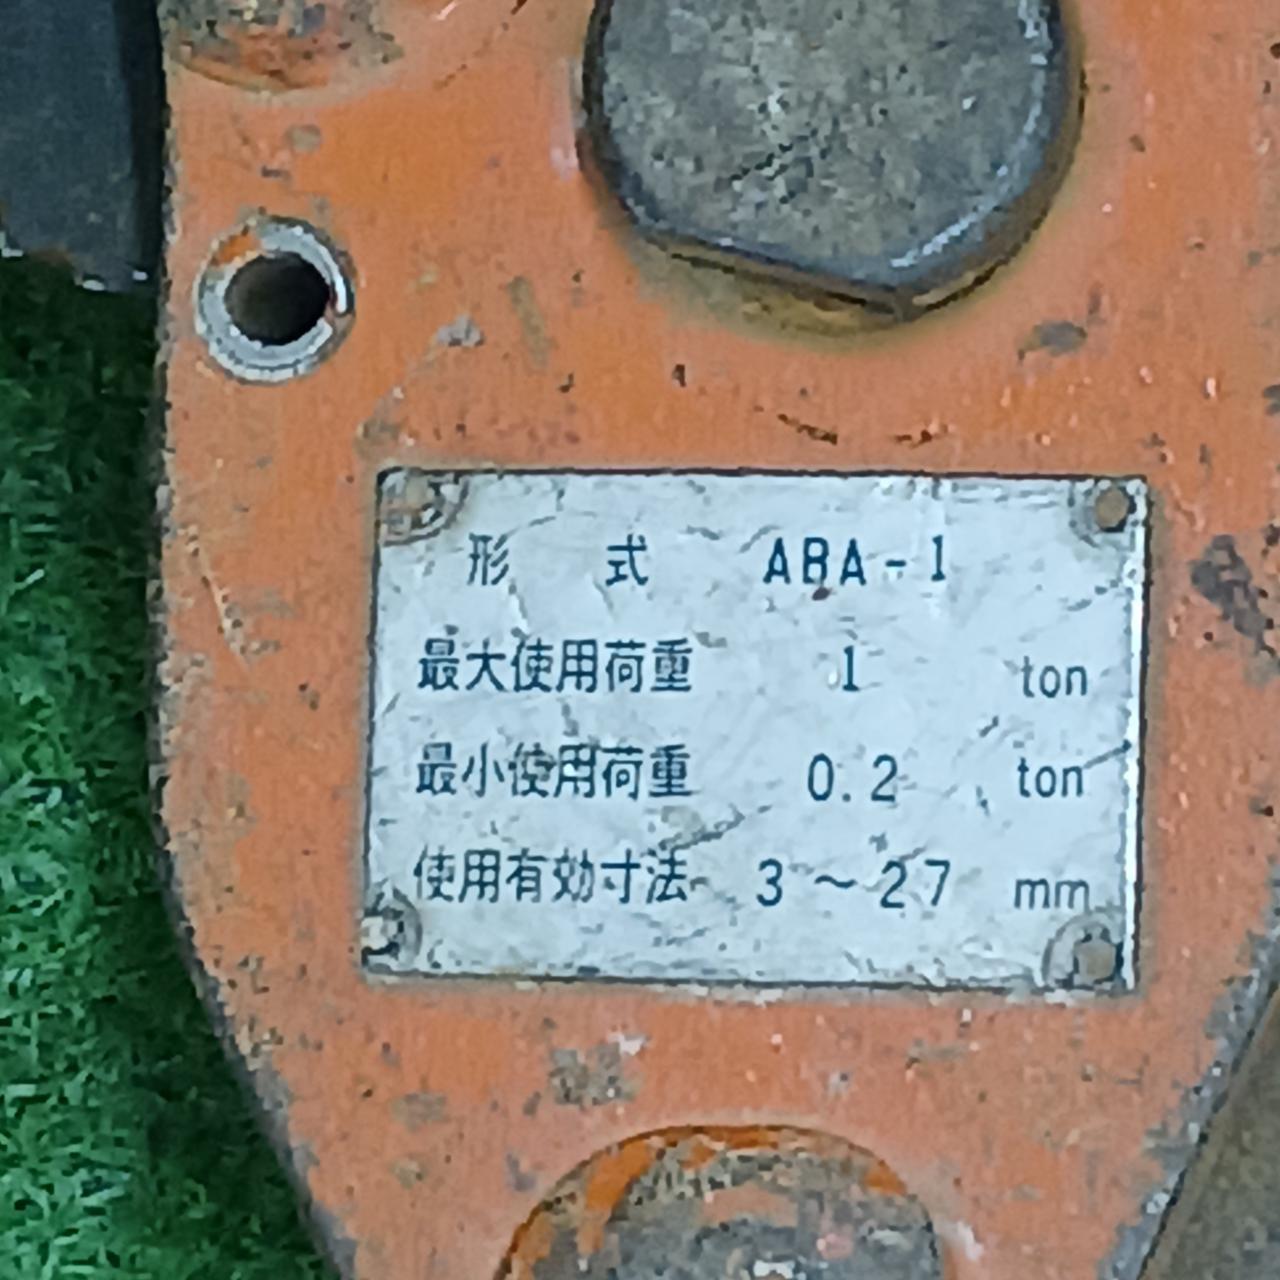 形 式 ABA-1
最大使用荷重 1 ton
最小使用荷重 0.2 ton
使用有効寸法 3～27 mm